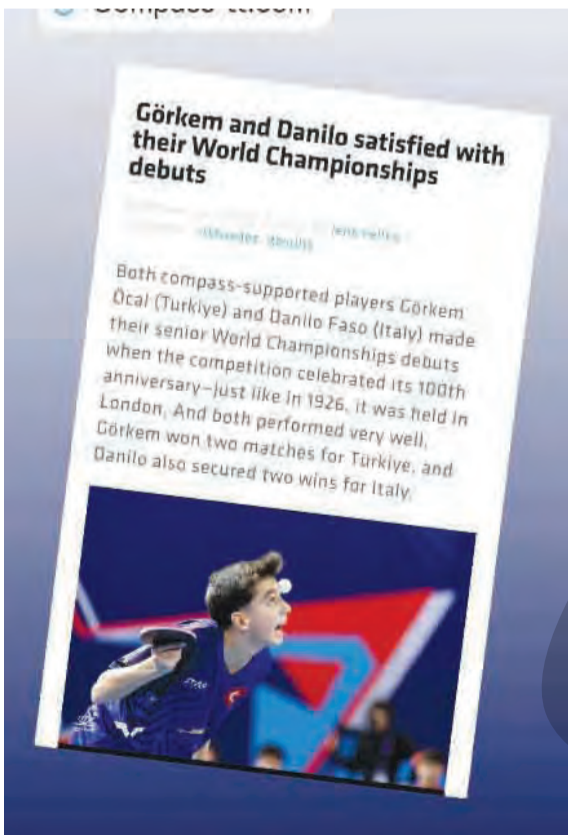 Görkem and Danilo satisfied with
their World Championships
debuts
Both compass-supported players Görkem
Öcal (Türkiye) and Danilo Faso (Italy) made
their senior World Championships debuts
when the competition celebrated its 100th
anniversary–just like in 1926, it was held in
London. And both performed very well.
Görkem won two matches for Türkiye, and
Danilo also secured two wins for Italy.